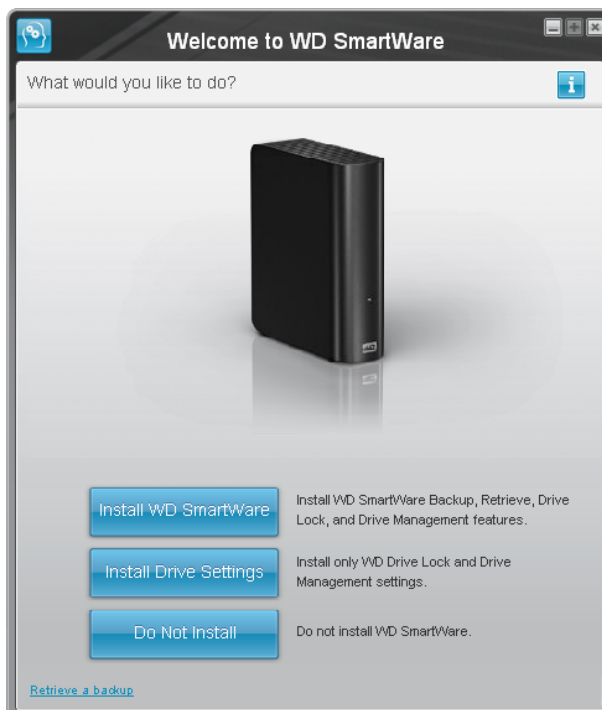 Welcome to WD SmartWare
What would you like to do?
i
WD
Install WD SmartWare
Install WD SmartWare Backup, Retrieve, Drive
Lock, and Drive Management features.
Install Drive Settings
Install only WD Drive Lock and Drive
Management settings.
Do Not Install
Do not install WD SmartWare.
Retrieve a backup